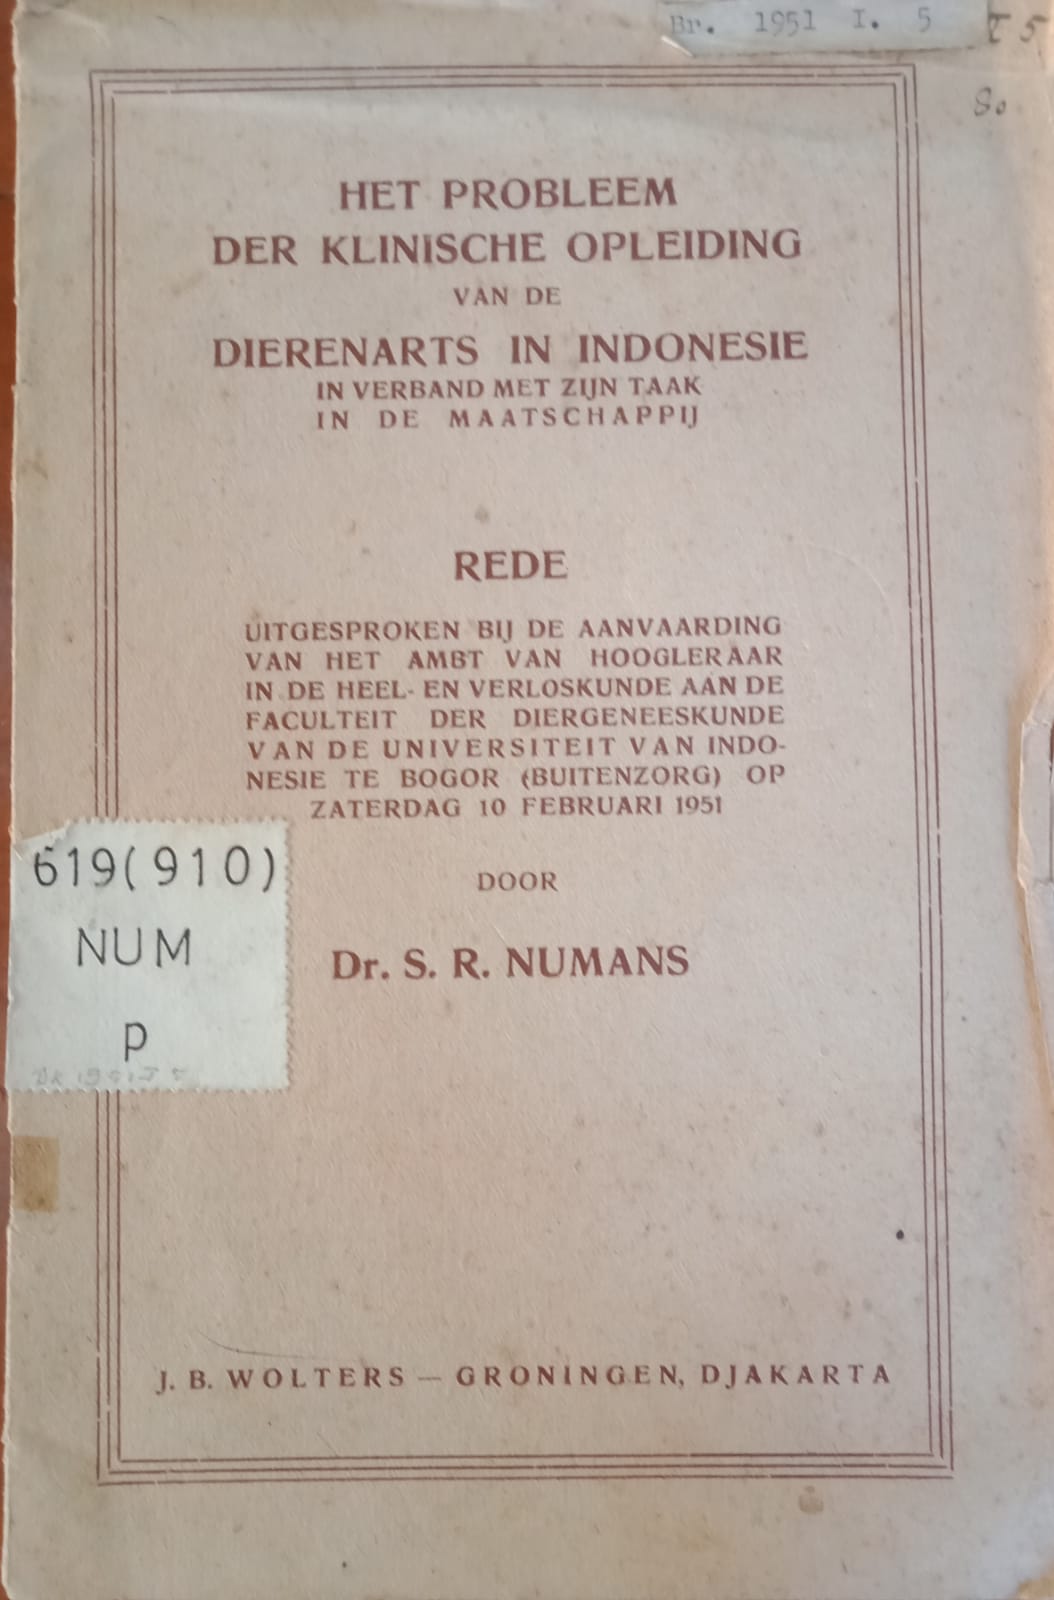 Br. 1951 I. 5
I 5
80
HET PROBLEEM
DER KLINISCHE OPLEIDING
VAN DE
DIERENARTS IN INDONESIE
IN VERBAND MET ZIJN TAAK
IN DE MAATSCHAPPIJ
REDE
UITGESPROKEN BIJ DE AANVAARDING
VAN HET AMBT VAN HOOGLERAAR
IN DE HEEL- EN VERLOSKUNDE AAN DE
FACULTEIT DER DIERGENEESKUNDE
VAN DE UNIVERSITEIT VAN INDO-
NESIE TE BOGOR (BUITENZORG) OP
ZATERDAG 10 FEBRUARI 1951
DOOR
Dr. S. R. NUMANS
619(910)
NUM
p
J. B. WOLTERS — GRONINGEN, DJAKARTA